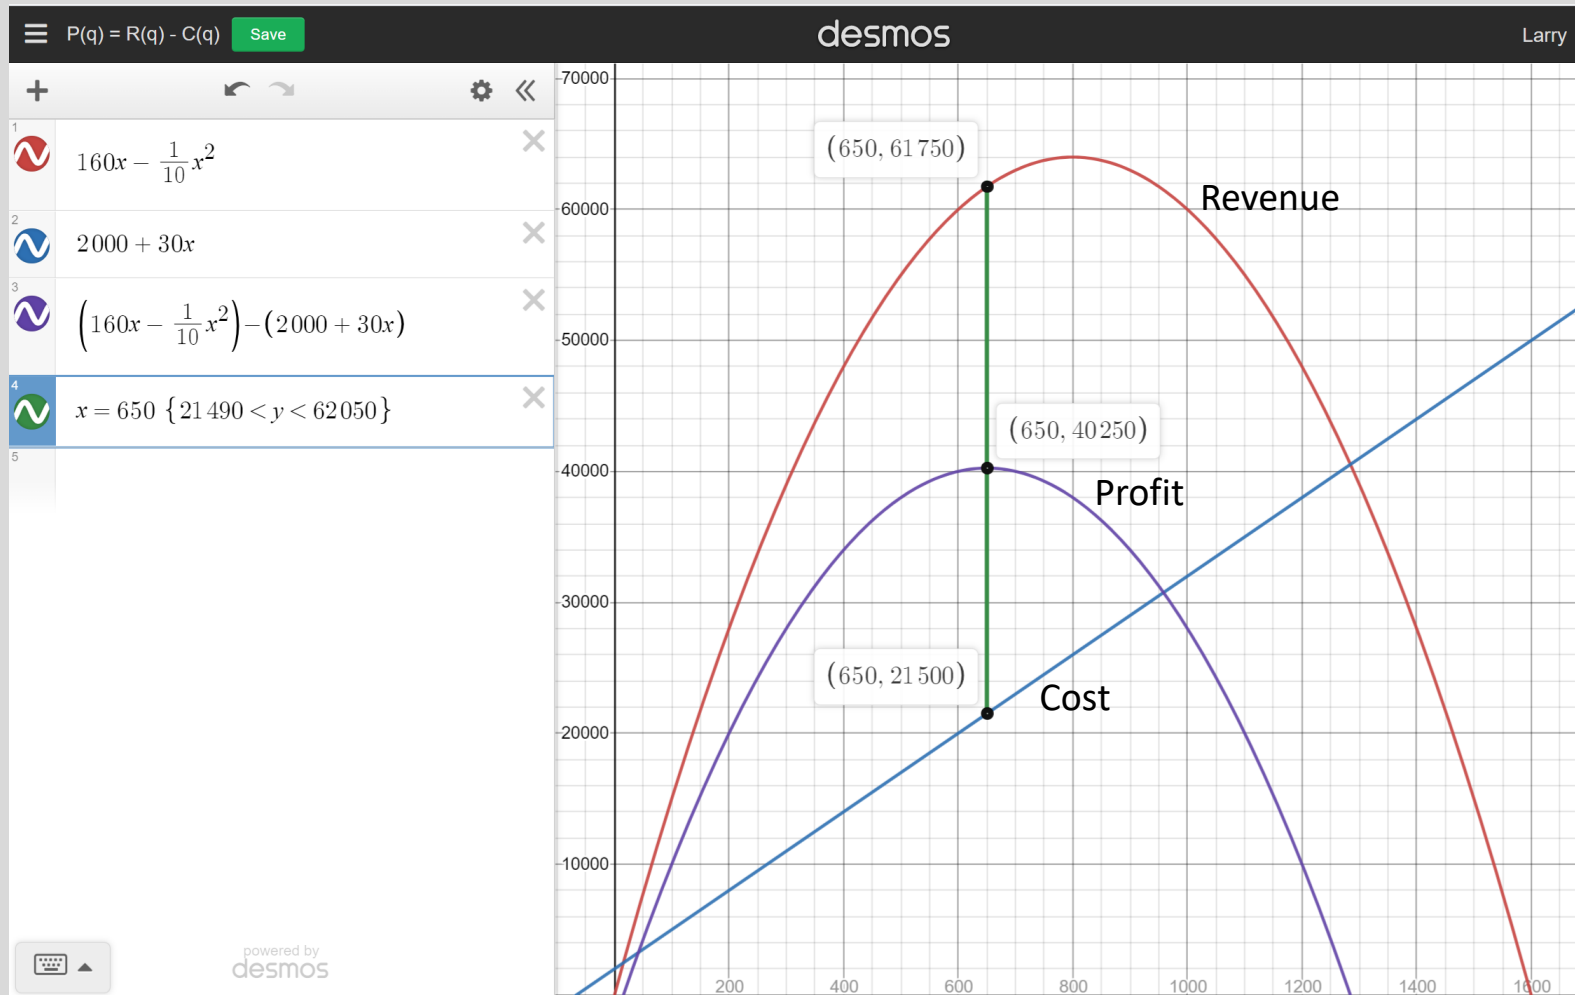 P(q) = R(q) - C(q) Save desmos Larry
1
160x − 1/10 x²
2
2000 + 30x
3
(160x − 1/10 x²) − (2000 + 30x)
4
x = 650 {21490 < y < 62050}
5
powered by
desmos
70000
(650, 61750)
Revenue
60000
50000
(650, 40250)
40000
Profit
30000
(650, 21500)
Cost
20000
10000
200 400 600 800 1000 1200 1400 1600